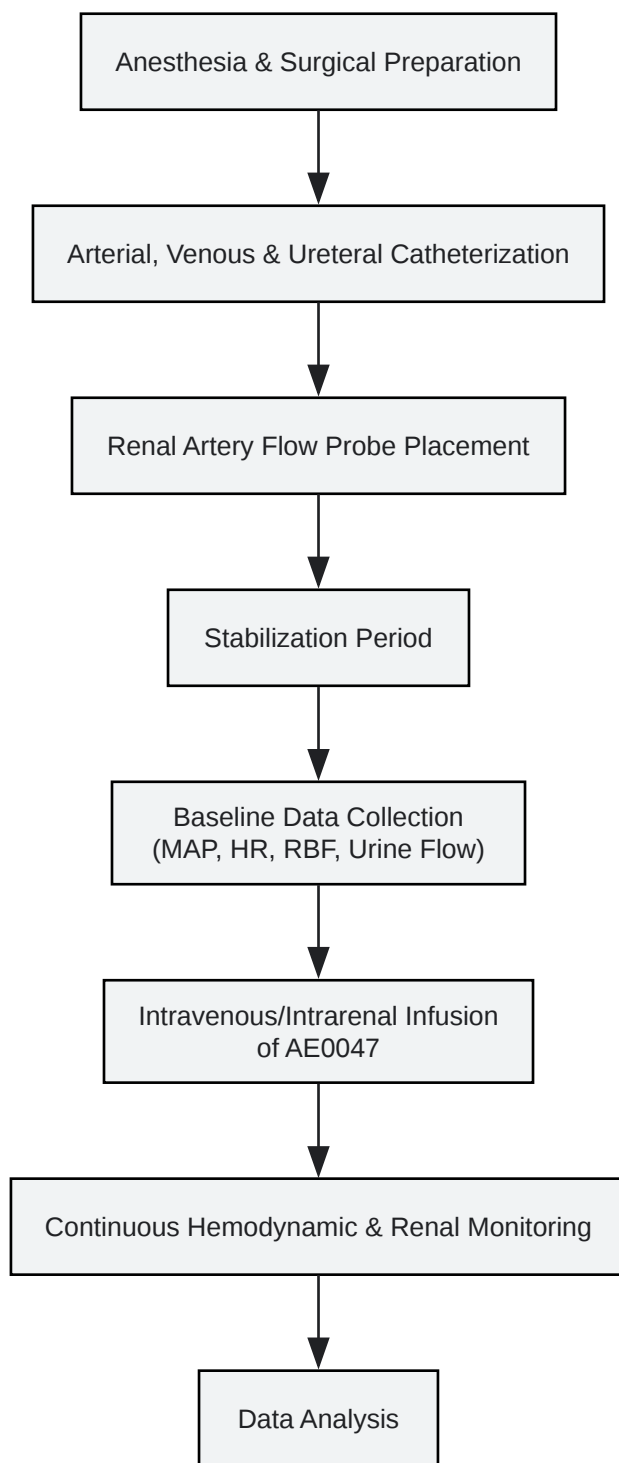 Anesthesia & Surgical Preparation
Arterial, Venous & Ureteral Catheterization
Renal Artery Flow Probe Placement
Stabilization Period
Baseline Data Collection
(MAP, HR, RBF, Urine Flow)
Intravenous/Intrarenal Infusion
of AE0047
Continuous Hemodynamic & Renal Monitoring
Data Analysis